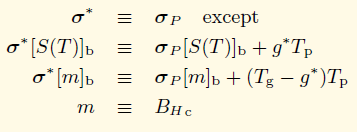 σ* ≡ σ_P except
σ*[S(T)]_b ≡ σ_P[S(T)]_b + g*T_p
σ*[m]_b ≡ σ_P[m]_b + (T_g − g*)T_p
m ≡ B_{Hc}